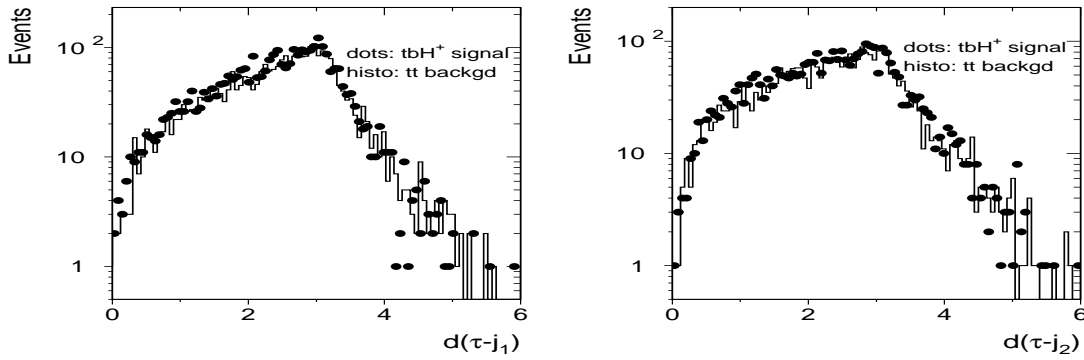 Events
10 2
10
1
dots: tbH+ signal
histo: tt backgd
0 2 4 6
d(τ-j1)
Events
10 2
10
1
dots: tbH+ signal
histo: tt backgd
0 2 4 6
d(τ-j2)